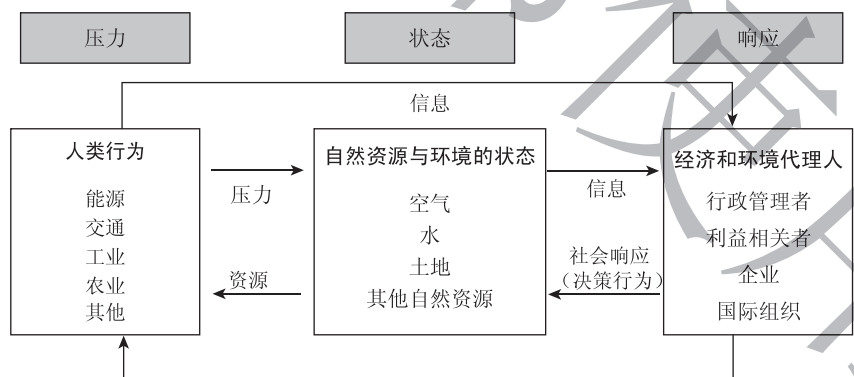 压力
状态
响应
信息
人类行为
能源
交通
工业
农业
其他
压力
资源
自然资源与环境的状态
空气
水
土地
其他自然资源
信息
社会响应
（决策行为）
经济和环境代理人
行政管理者
利益相关者
企业
国际组织